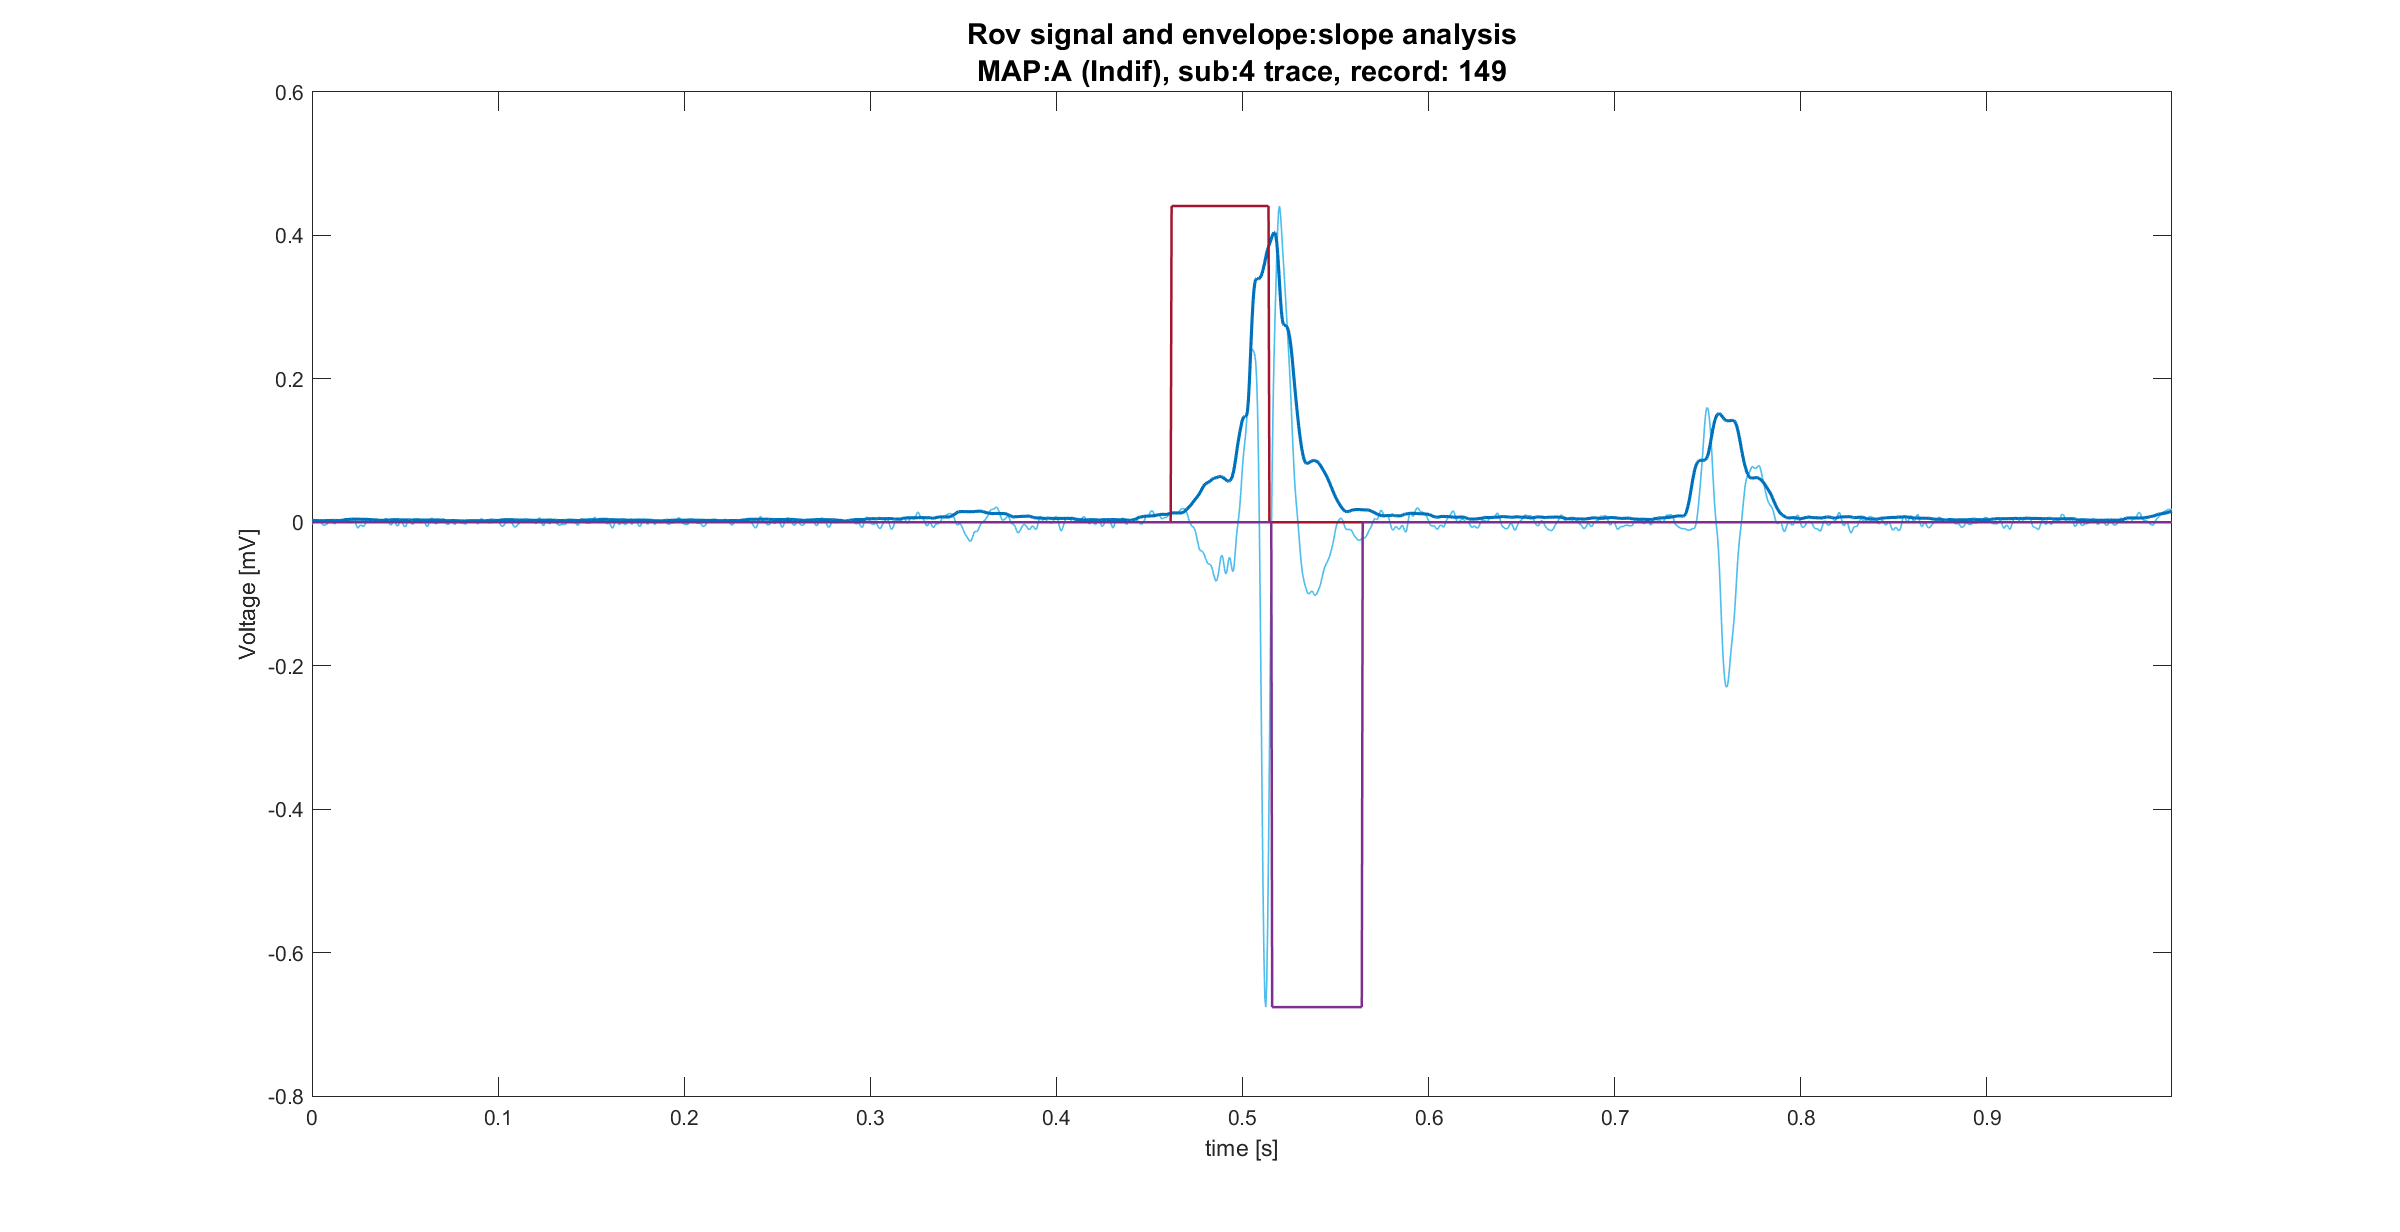 Rov signal and envelope:slope analysis
MAP:A (Indif), sub:4 trace, record: 149
0.6
0.4
0.2
0
-0.2
-0.4
-0.6
-0.8
Voltage [mV]
0 0.1 0.2 0.3 0.4 0.5 0.6 0.7 0.8 0.9
time [s]